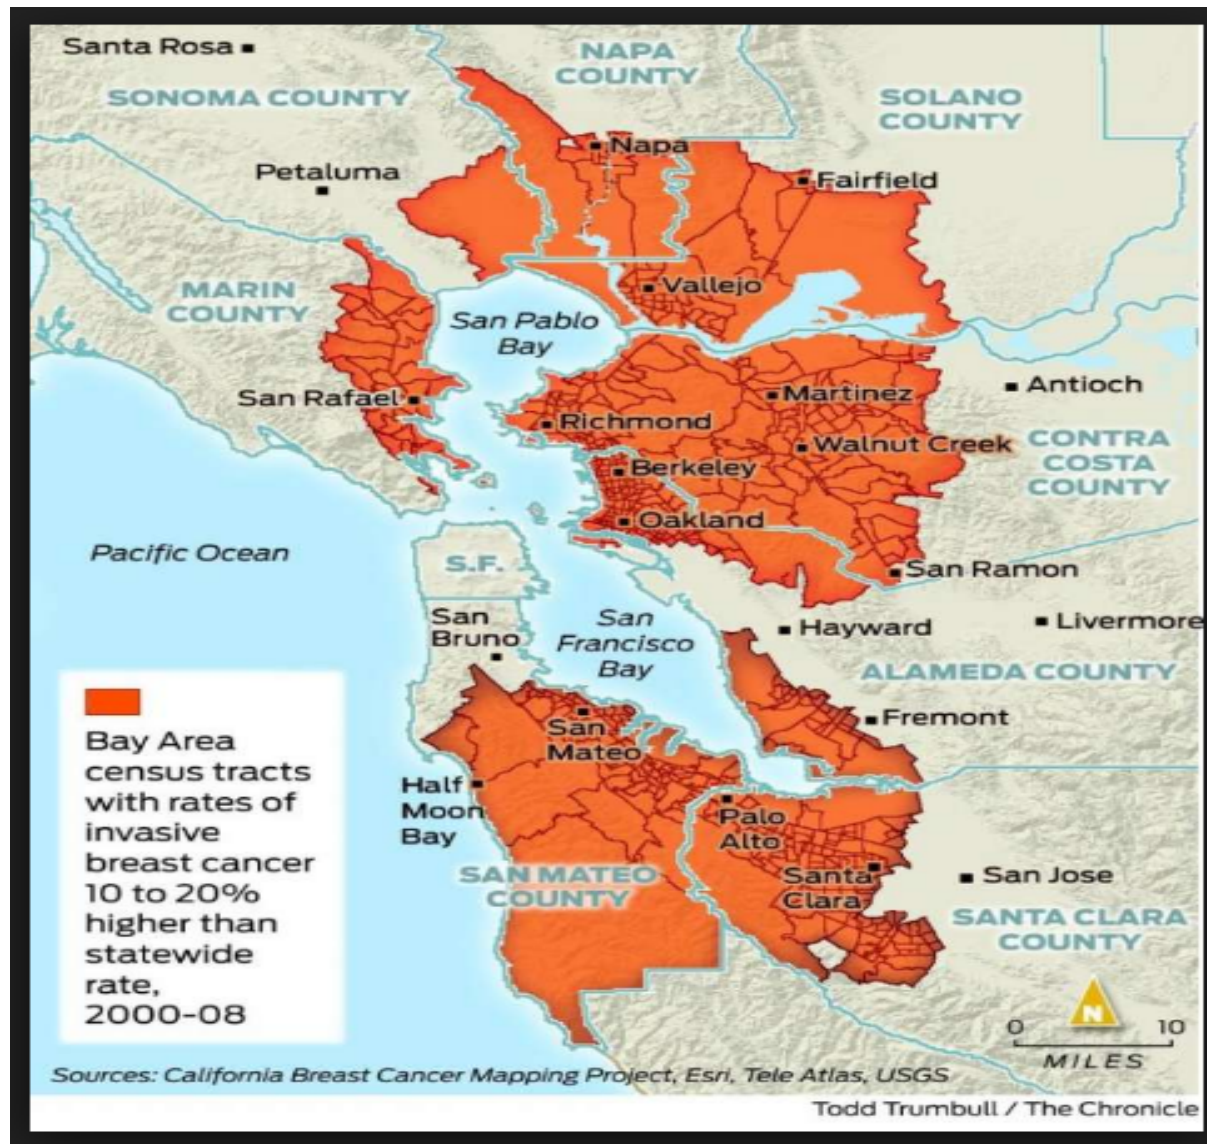 Santa Rosa
NAPA
COUNTY
SONOMA COUNTY
SOLANO
COUNTY
Napa
Petaluma
Fairfield
MARIN
COUNTY
Vallejo
San Pablo
Bay
San Rafael
Martinez
Antioch
Richmond
Walnut Creek
CONTRA
COSTA
COUNTY
Berkeley
Oakland
Pacific Ocean
S.F.
San Ramon
San
Bruno
San
Francisco
Bay
Hayward
Livermore
ALAMEDA COUNTY
Fremont
San
Mateo
Half
Moon
Bay
Palo
Alto
SAN MATEO
COUNTY
Santa
Clara
San Jose
SANTA CLARA
COUNTY
Bay Area
census tracts
with rates of
invasive
breast cancer
10 to 20%
higher than
statewide
rate,
2000-08
N
0 10
MILES
Sources: California Breast Cancer Mapping Project, Esri, Tele Atlas, USGS
Todd Trumbull / The Chronicle